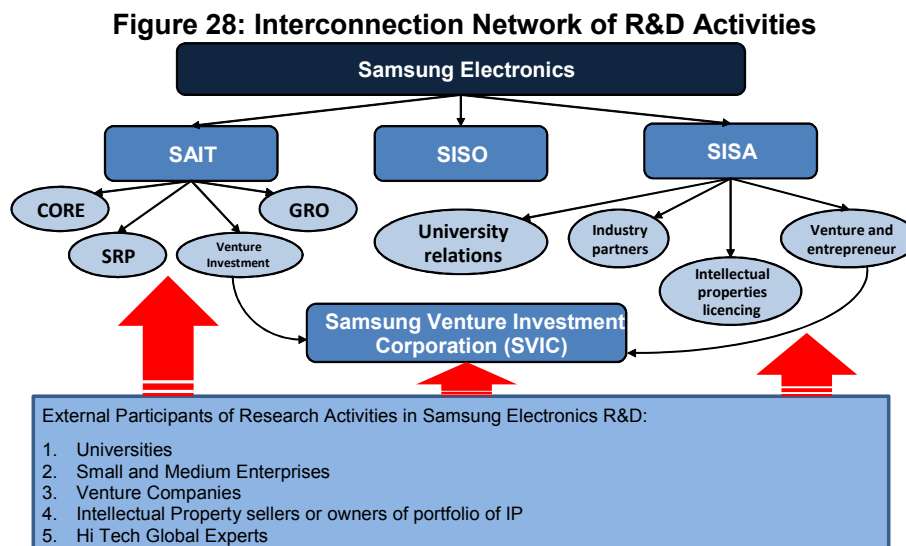 Figure 28: Interconnection Network of R&D Activities
Samsung Electronics
SAIT
SISO
SISA
CORE
GRO
SRP
Venture
Investment
University
relations
Industry
partners
Intellectual
properties
licencing
Venture and
entrepreneur
Samsung Venture Investment
Corporation (SVIC)
External Participants of Research Activities in Samsung Electronics R&D:
1. Universities
2. Small and Medium Enterprises
3. Venture Companies
4. Intellectual Property sellers or owners of portfolio of IP
5. Hi Tech Global Experts